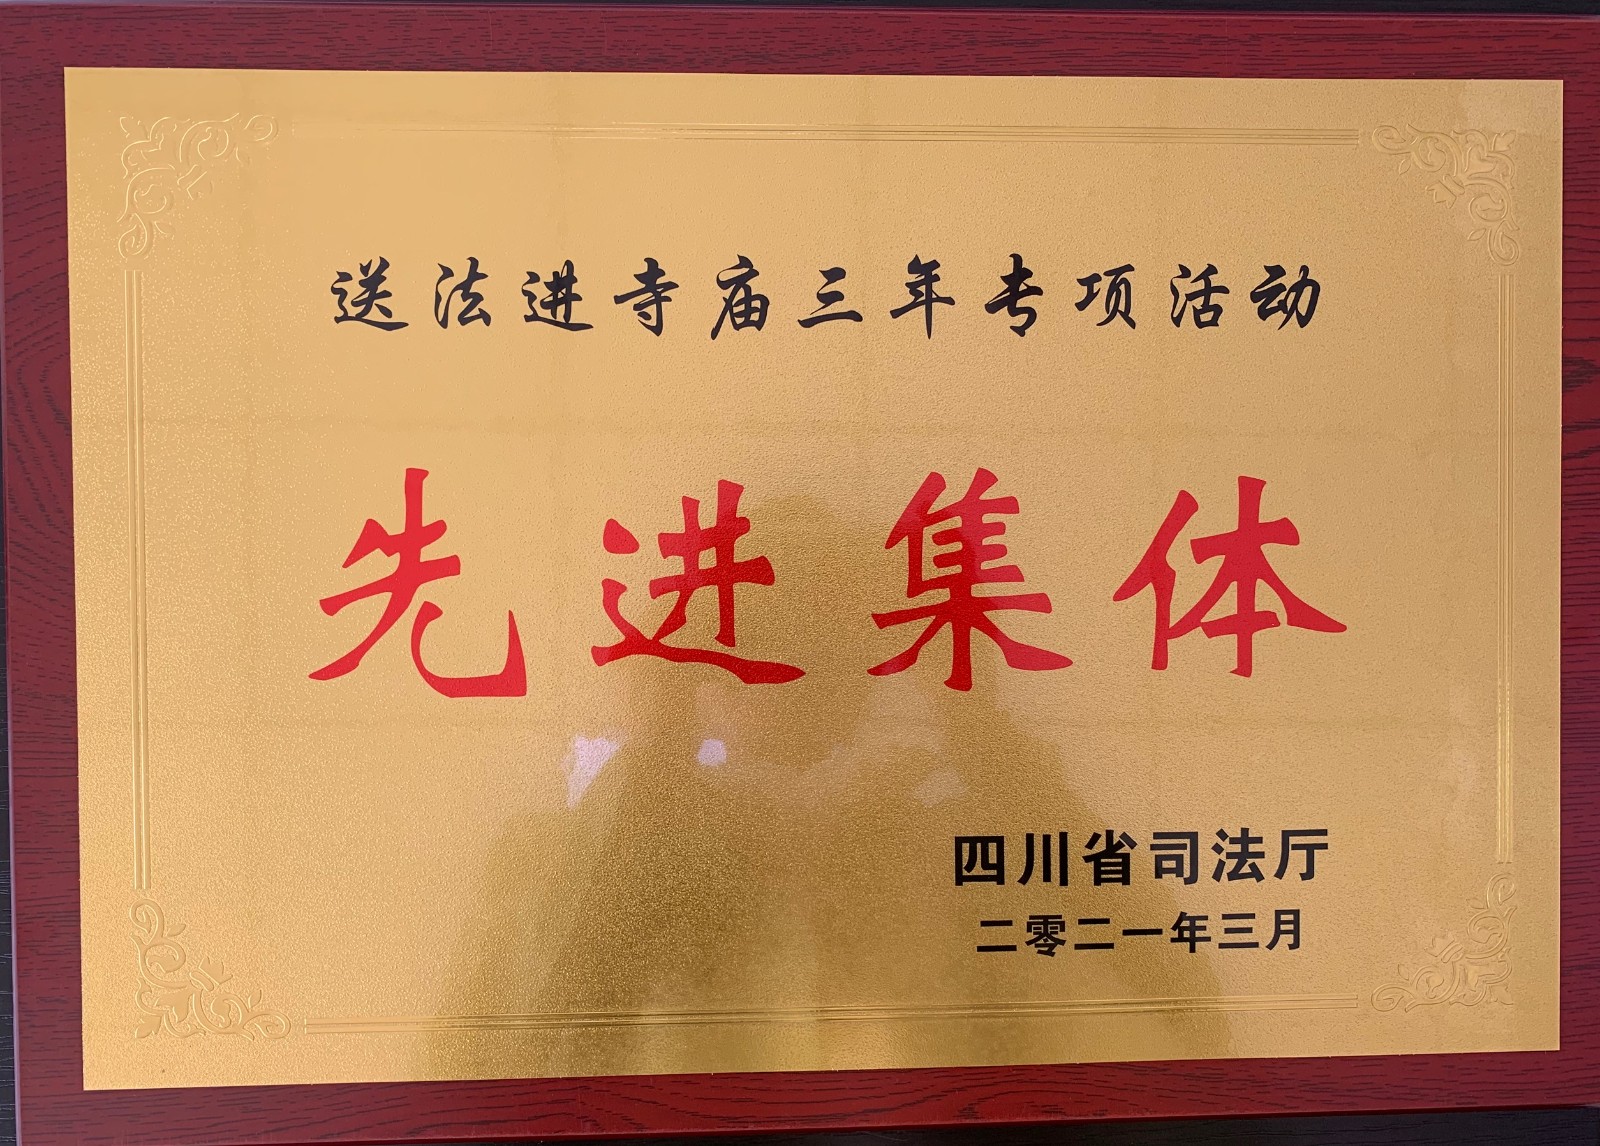 送法进寺庙三年专项活动
先进集体
四川省司法厅
二零二一年三月